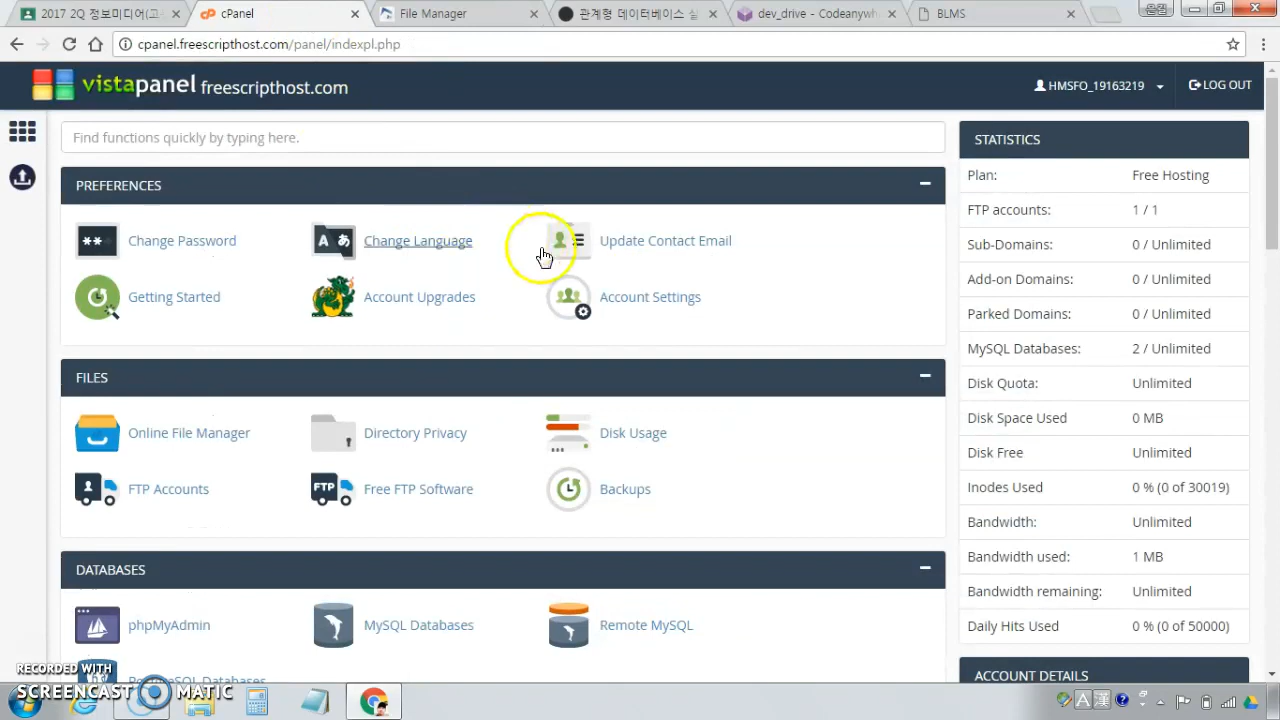 2017 2Q 정보미디어(고
cPanel
File Manager
관계형 데이터베이스 실
dev_drive - Codeanywh
BLMS
cpanel.freescripthost.com/panel/indexpl.php
vistapanel freescripthost.com
HMSFO_19163219
LOG OUT
Find functions quickly by typing here.
PREFERENCES
Change Password
Change Language
Update Contact Email
Getting Started
Account Upgrades
Account Settings
FILES
Online File Manager
Directory Privacy
Disk Usage
FTP Accounts
FTP
Free FTP Software
Backups
DATABASES
phpMyAdmin
MySQL Databases
Remote MySQL
PostgreSQL Databases
STATISTICS
Plan: Free Hosting
FTP accounts: 1 / 1
Sub-Domains: 0 / Unlimited
Add-on Domains: 0 / Unlimited
Parked Domains: 0 / Unlimited
MySQL Databases: 2 / Unlimited
Disk Quota: Unlimited
Disk Space Used 0 MB
Disk Free Unlimited
Inodes Used 0 % (0 of 30019)
Bandwidth: Unlimited
Bandwidth used: 1 MB
Bandwidth remaining: Unlimited
Daily Hits Used 0 % (0 of 50000)
ACCOUNT DETAILS
RECORDED WITH
SCREENCAST MATIC
A 漢